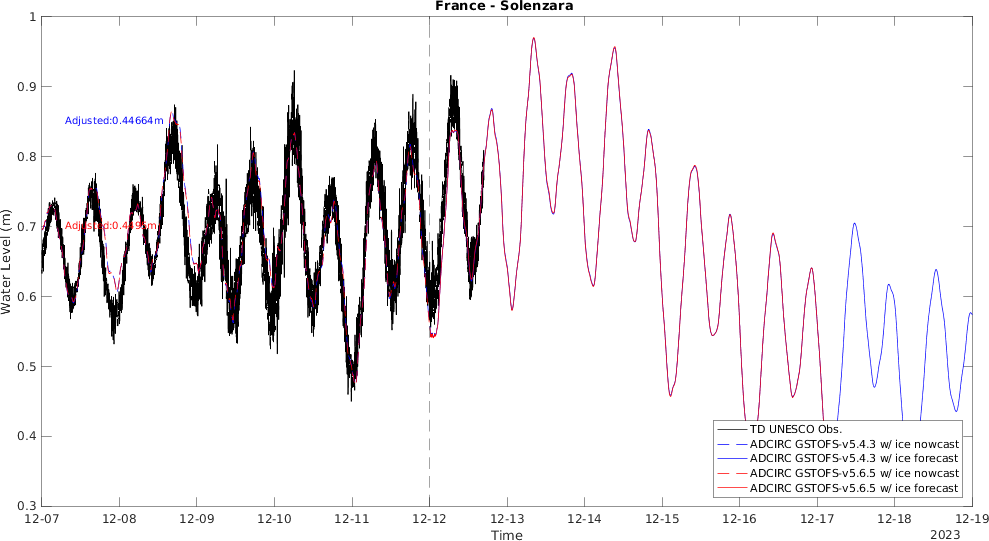 France - Solenzara
1
0.9
0.8
0.7
0.6
0.5
0.4
0.3
Water Level (m)
Adjusted:0.44664m
TD UNESCO Obs.
ADCIRC GSTOFS-v5.4.3 w/ ice nowcast
ADCIRC GSTOFS-v5.4.3 w/ ice forecast
ADCIRC GSTOFS-v5.6.5 w/ ice nowcast
ADCIRC GSTOFS-v5.6.5 w/ ice forecast
12-07 12-08 12-09 12-10 12-11 12-12 12-13 12-14 12-15 12-16 12-17 12-18 12-19
Time
2023